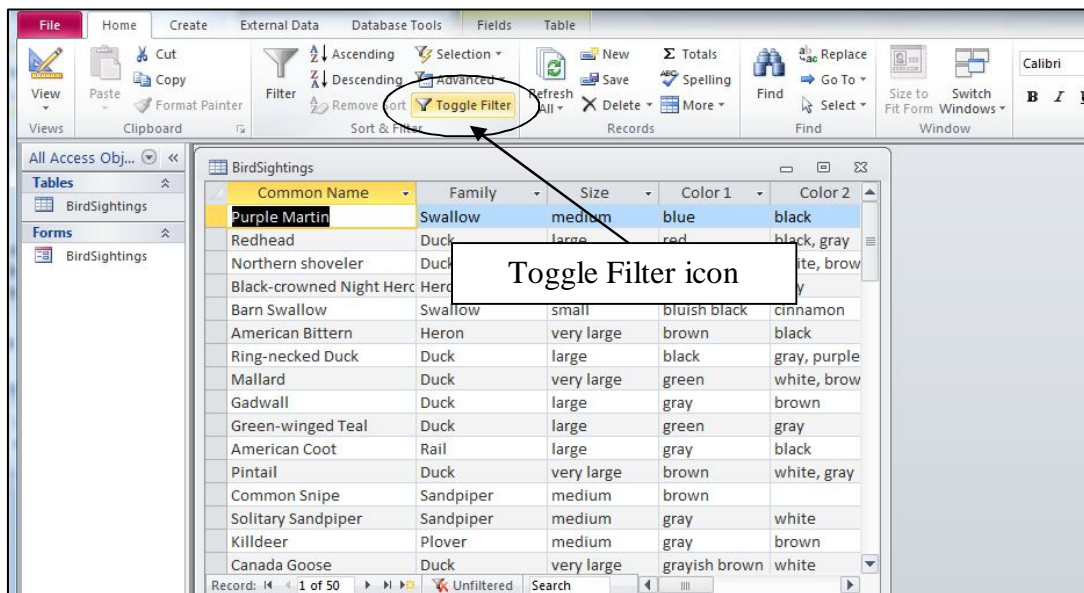 File Home Create External Data Database Tools Fields Table
View
Views
Paste
Cut
Copy
Format Painter
Clipboard
Filter
Ascending
Descending
Remove Sort
Selection
Advanced
Toggle Filter
Sort & Filter
Refresh
All
New
Save
Delete
Totals
Spelling
More
Records
Find
Replace
Go To
Select
Find
Size to
Fit Form
Switch
Windows
Window
Calibri
B I
All Access Obj...
Tables
BirdSightings
Forms
BirdSightings
BirdSightings
Common Name Family Size Color 1 Color 2
Purple Martin Swallow medium blue black
Redhead Duck large red black, gray
Northern shoveler
Black-crowned Night Herc
Barn Swallow Swallow small bluish black cinnamon
American Bittern Heron very large brown black
Ring-necked Duck Duck large black gray, purple
Mallard Duck very large green white, brow
Gadwall Duck large gray brown
Green-winged Teal Duck large green gray
American Coot Rail large gray black
Pintail Duck very large brown white, gray
Common Snipe Sandpiper medium brown
Solitary Sandpiper Sandpiper medium gray white
Killdeer Plover medium gray brown
Canada Goose Duck very large grayish brown white
Toggle Filter icon
Record: 1 of 50 Unfiltered Search